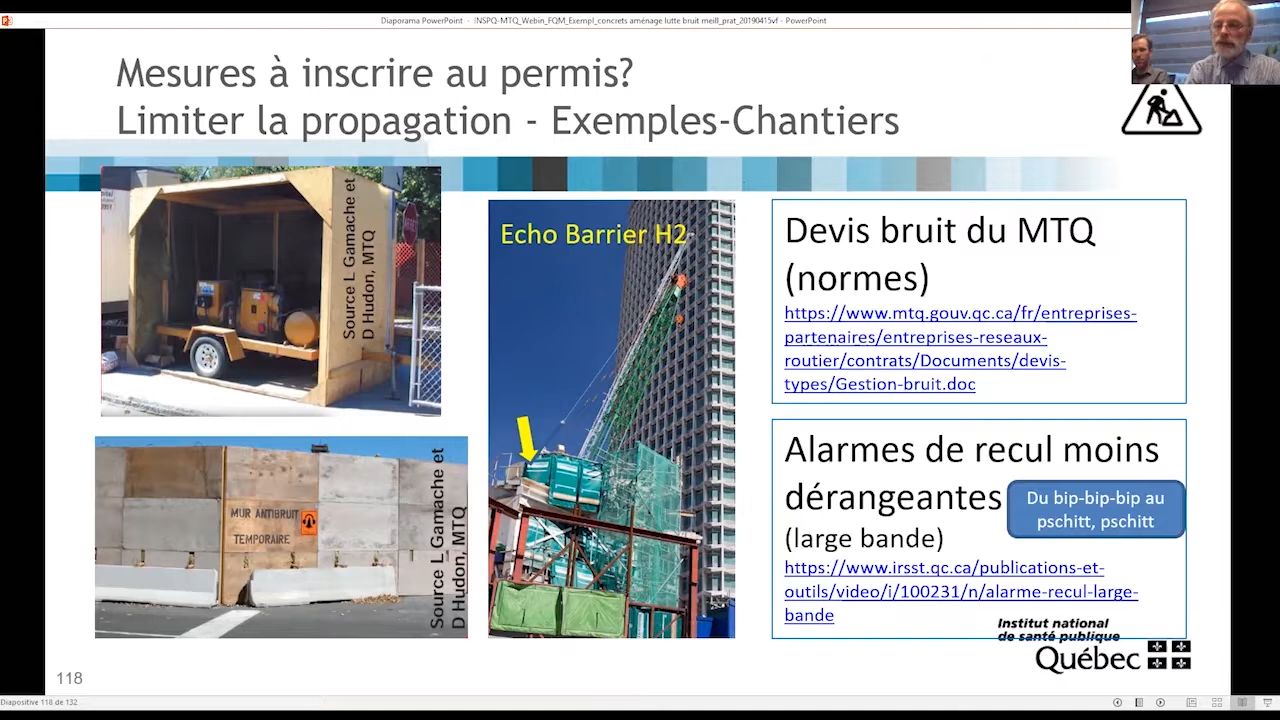 Diaporama PowerPoint - INSPQ-MTQ_Webin_FQM_Exempl_concrets aménage lutte bruit meill_prat_20190415vf - PowerPoint
Mesures à inscrire au permis?
Limiter la propagation - Exemples-Chantiers
Source L Gamache et
D Hudon, MTQ
MUR ANTIBRUIT
TEMPORAIRE
Source L Gamache et
D Hudon, MTQ
Echo Barrier H2
Devis bruit du MTQ
(normes)
https://www.mtq.gouv.qc.ca/fr/entreprises-
partenaires/entreprises-reseaux-
routier/contrats/Documents/devis-
types/Gestion-bruit.doc
Alarmes de recul moins
dérangeantes
Du bip-bip-bip au
pschitt, pschitt
(large bande)
https://www.irsst.qc.ca/publications-et-
outils/video/i/100231/n/alarme-recul-large-
bande
Institut national
de santé publique
Québec
118
Diapositive 118 de 132